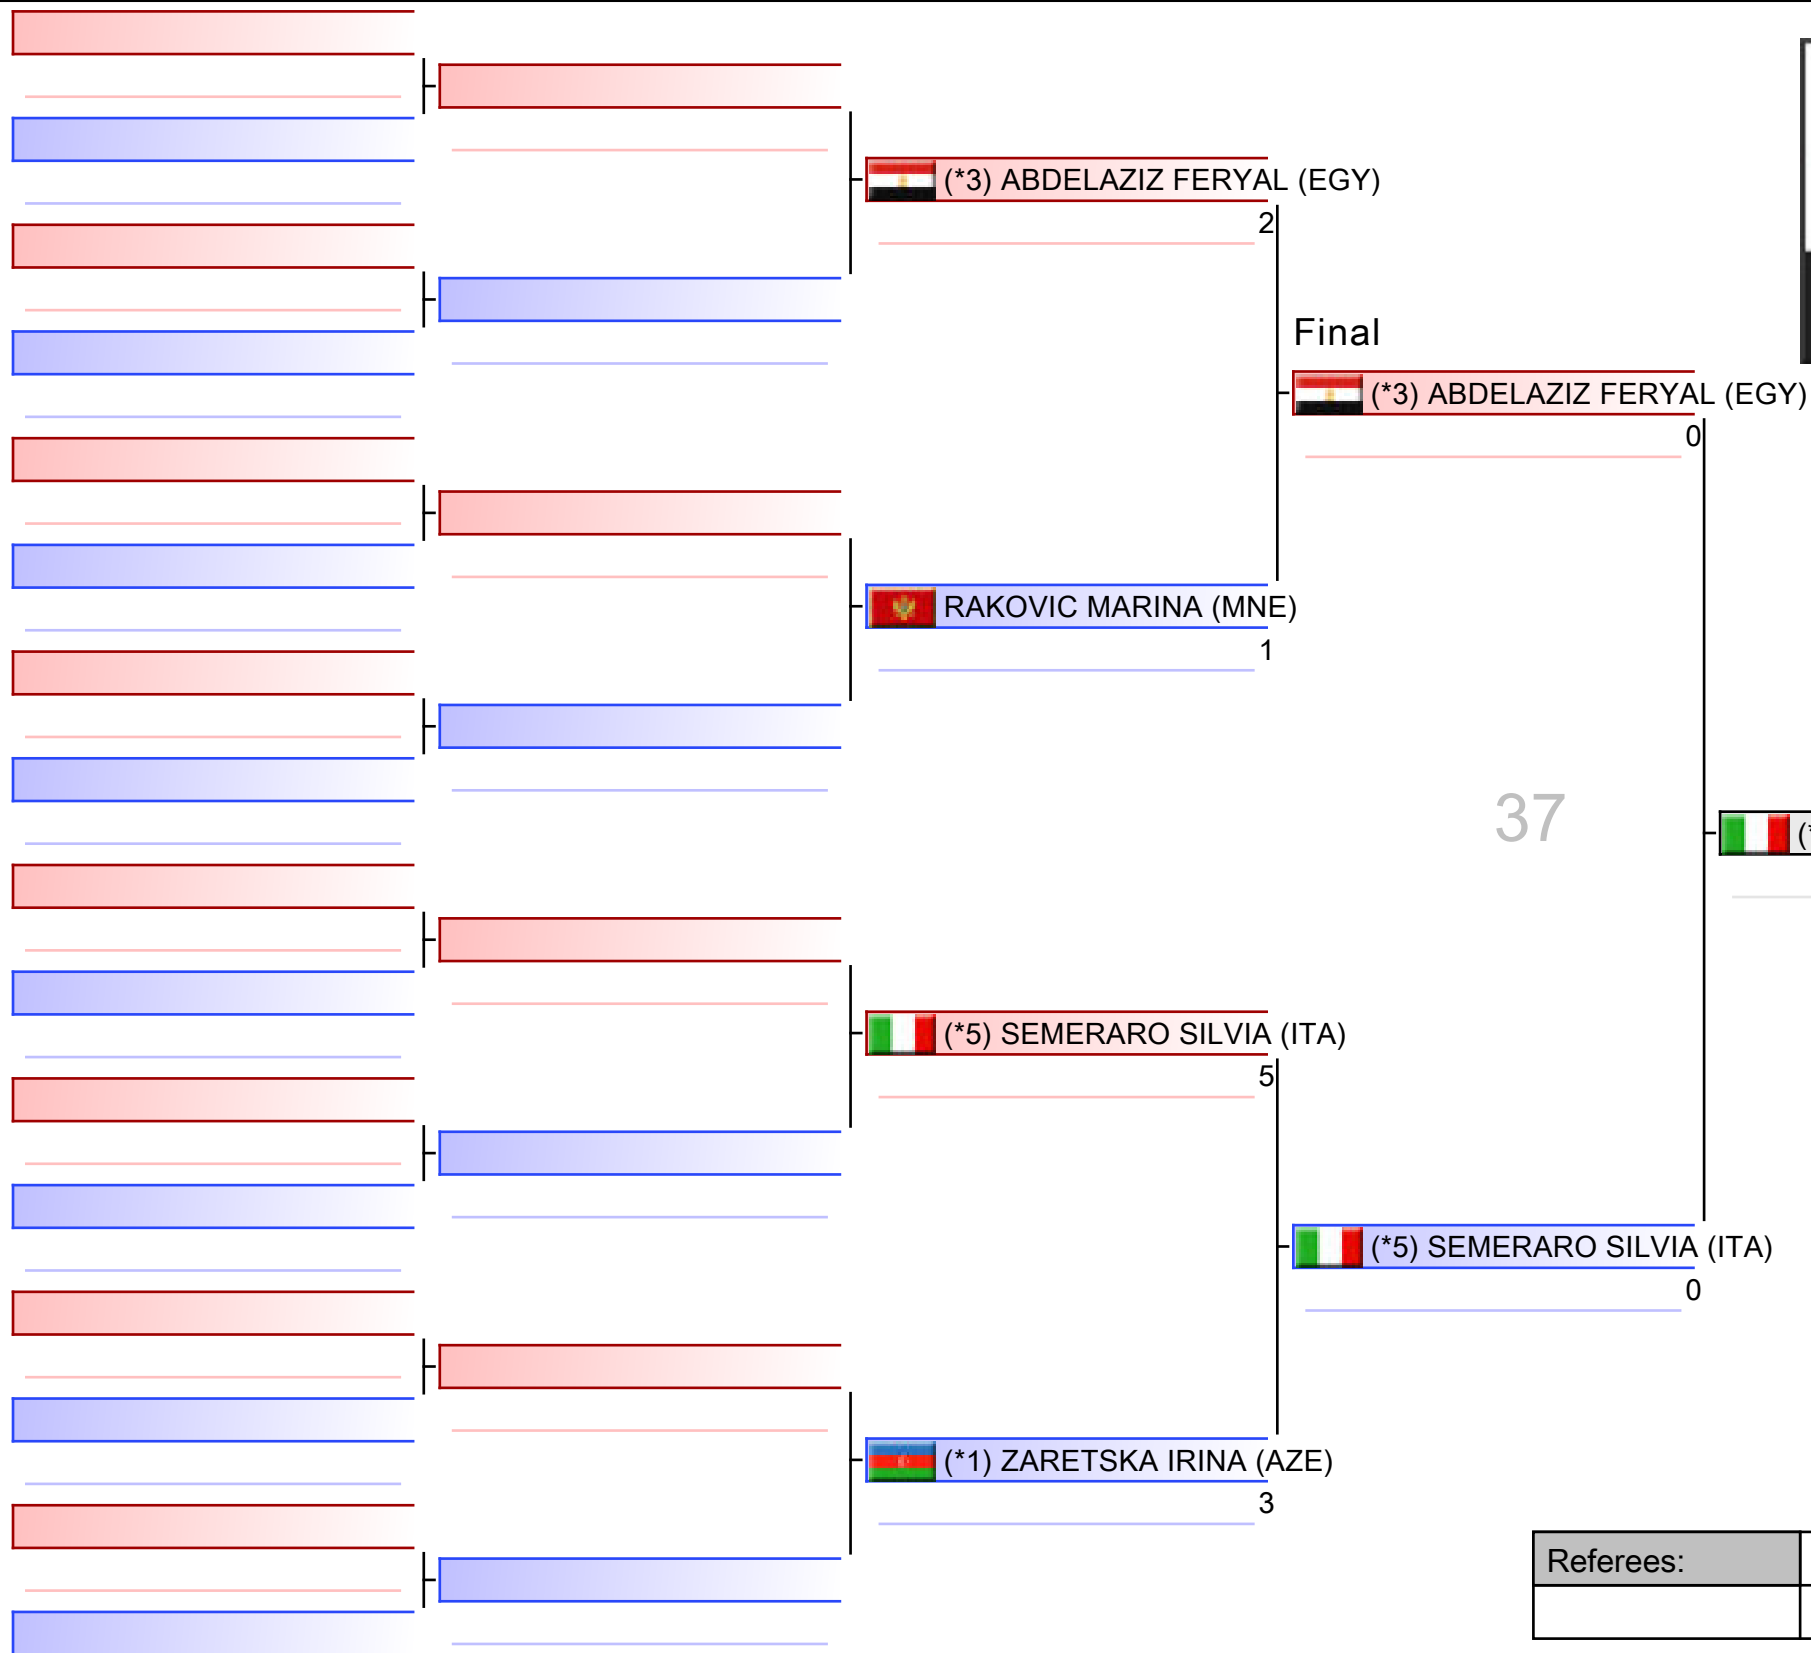 (*3) ABDELAZIZ FERYAL (EGY)
2
Final
(*3) ABDELAZIZ FERYAL (EGY)
0
RAKOVIC MARINA (MNE)
1
37
(*
(*5) SEMERARO SILVIA (ITA)
5
(*5) SEMERARO SILVIA (ITA)
0
(*1) ZARETSKA IRINA (AZE)
3
Referees: